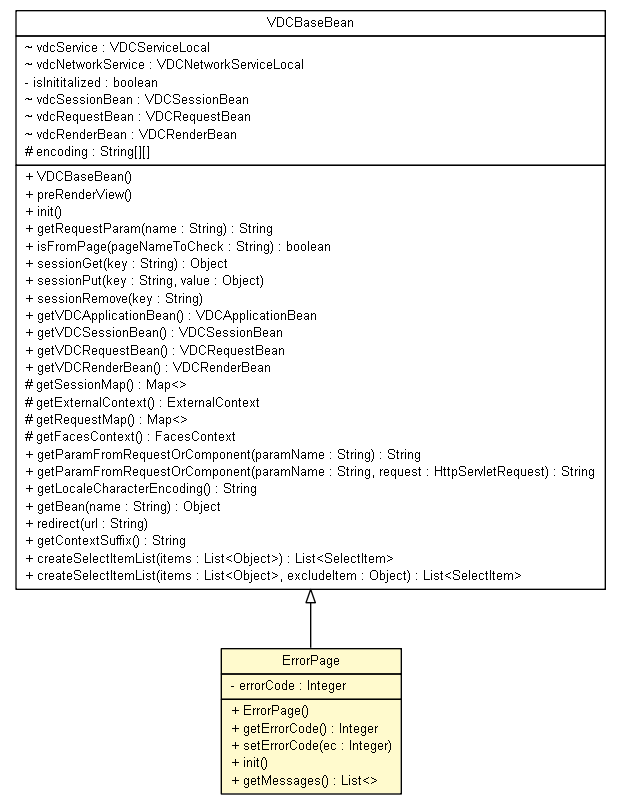 VDCBaseBean
~ vdcService : VDCServiceLocal
~ vdcNetworkService : VDCNetworkServiceLocal
- isInititalized : boolean
~ vdcSessionBean : VDCSessionBean
~ vdcRequestBean : VDCRequestBean
~ vdcRenderBean : VDCRenderBean
# encoding : String[][]
+ VDCBaseBean()
+ preRenderView()
+ init()
+ getRequestParam(name : String) : String
+ isFromPage(pageNameToCheck : String) : boolean
+ sessionGet(key : String) : Object
+ sessionPut(key : String, value : Object)
+ sessionRemove(key : String)
+ getVDCApplicationBean() : VDCApplicationBean
+ getVDCSessionBean() : VDCSessionBean
+ getVDCRequestBean() : VDCRequestBean
+ getVDCRenderBean() : VDCRenderBean
# getSessionMap() : Map<>
# getExternalContext() : ExternalContext
# getRequestMap() : Map<>
# getFacesContext() : FacesContext
+ getParamFromRequestOrComponent(paramName : String) : String
+ getParamFromRequestOrComponent(paramName : String, request : HttpServletRequest) : String
+ getLocaleCharacterEncoding() : String
+ getBean(name : String) : Object
+ redirect(url : String)
+ getContextSuffix() : String
+ createSelectItemList(items : List<Object>) : List<SelectItem>
+ createSelectItemList(items : List<Object>, excludeItem : Object) : List<SelectItem>
ErrorPage
- errorCode : Integer
+ ErrorPage()
+ getErrorCode() : Integer
+ setErrorCode(ec : Integer)
+ init()
+ getMessages() : List<>